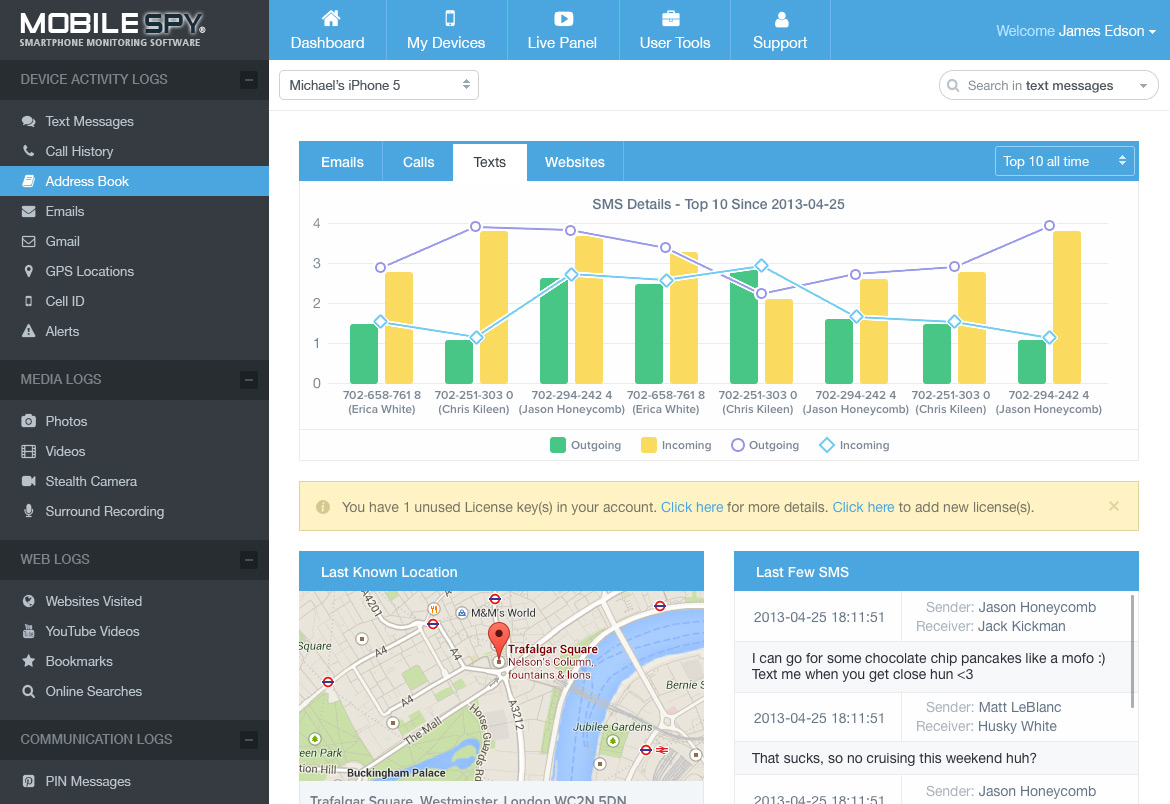 MOBILE SPY®
SMARTPHONE MONITORING SOFTWARE
Dashboard
My Devices
Live Panel
User Tools
Support
Welcome James Edson
DEVICE ACTIVITY LOGS
Text Messages
Call History
Address Book
Emails
Gmail
GPS Locations
Cell ID
Alerts
MEDIA LOGS
Photos
Videos
Stealth Camera
Surround Recording
WEB LOGS
Websites Visited
YouTube Videos
Bookmarks
Online Searches
COMMUNICATION LOGS
PIN Messages
Michael's iPhone 5
Search in text messages
Emails
Calls
Texts
Websites
Top 10 all time
SMS Details - Top 10 Since 2013-04-25
4
3
2
1
0
702-658-761 8
(Erica White)
702-251-303 0
(Chris Kileen)
702-294-242 4
(Jason Honeycomb)
702-658-761 8
(Erica White)
702-251-303 0
(Chris Kileen)
702-294-242 4
(Jason Honeycomb)
702-251-303 0
(Chris Kileen)
702-294-242 4
(Jason Honeycomb)
Outgoing
Incoming
Outgoing
Incoming
You have 1 unused License key(s) in your account. Click here for more details. Click here to add new license(s).
Last Known Location
A4201
M&M's World
Square
A4
A4
Trafalgar Square
Nelson's Column,
fountains & lions
Bernie S
A4
A3212
The Mall
Horse Guards Rd
Jubilee Gardens
een Park
tion Hill
Buckingham Palace
Trafalgar Square, Westminster, London WC2N 5DN
Last Few SMS
2013-04-25 18:11:51
Sender: Jason Honeycomb
Receiver: Jack Kickman
I can go for some chocolate chip pancakes like a mofo :)
Text me when you get close hun <3
2013-04-25 18:11:51
Sender: Matt LeBlanc
Receiver: Husky White
That sucks, so no cruising this weekend huh?
2013-04-25 18:11:51
Sender: Jason Honeycomb